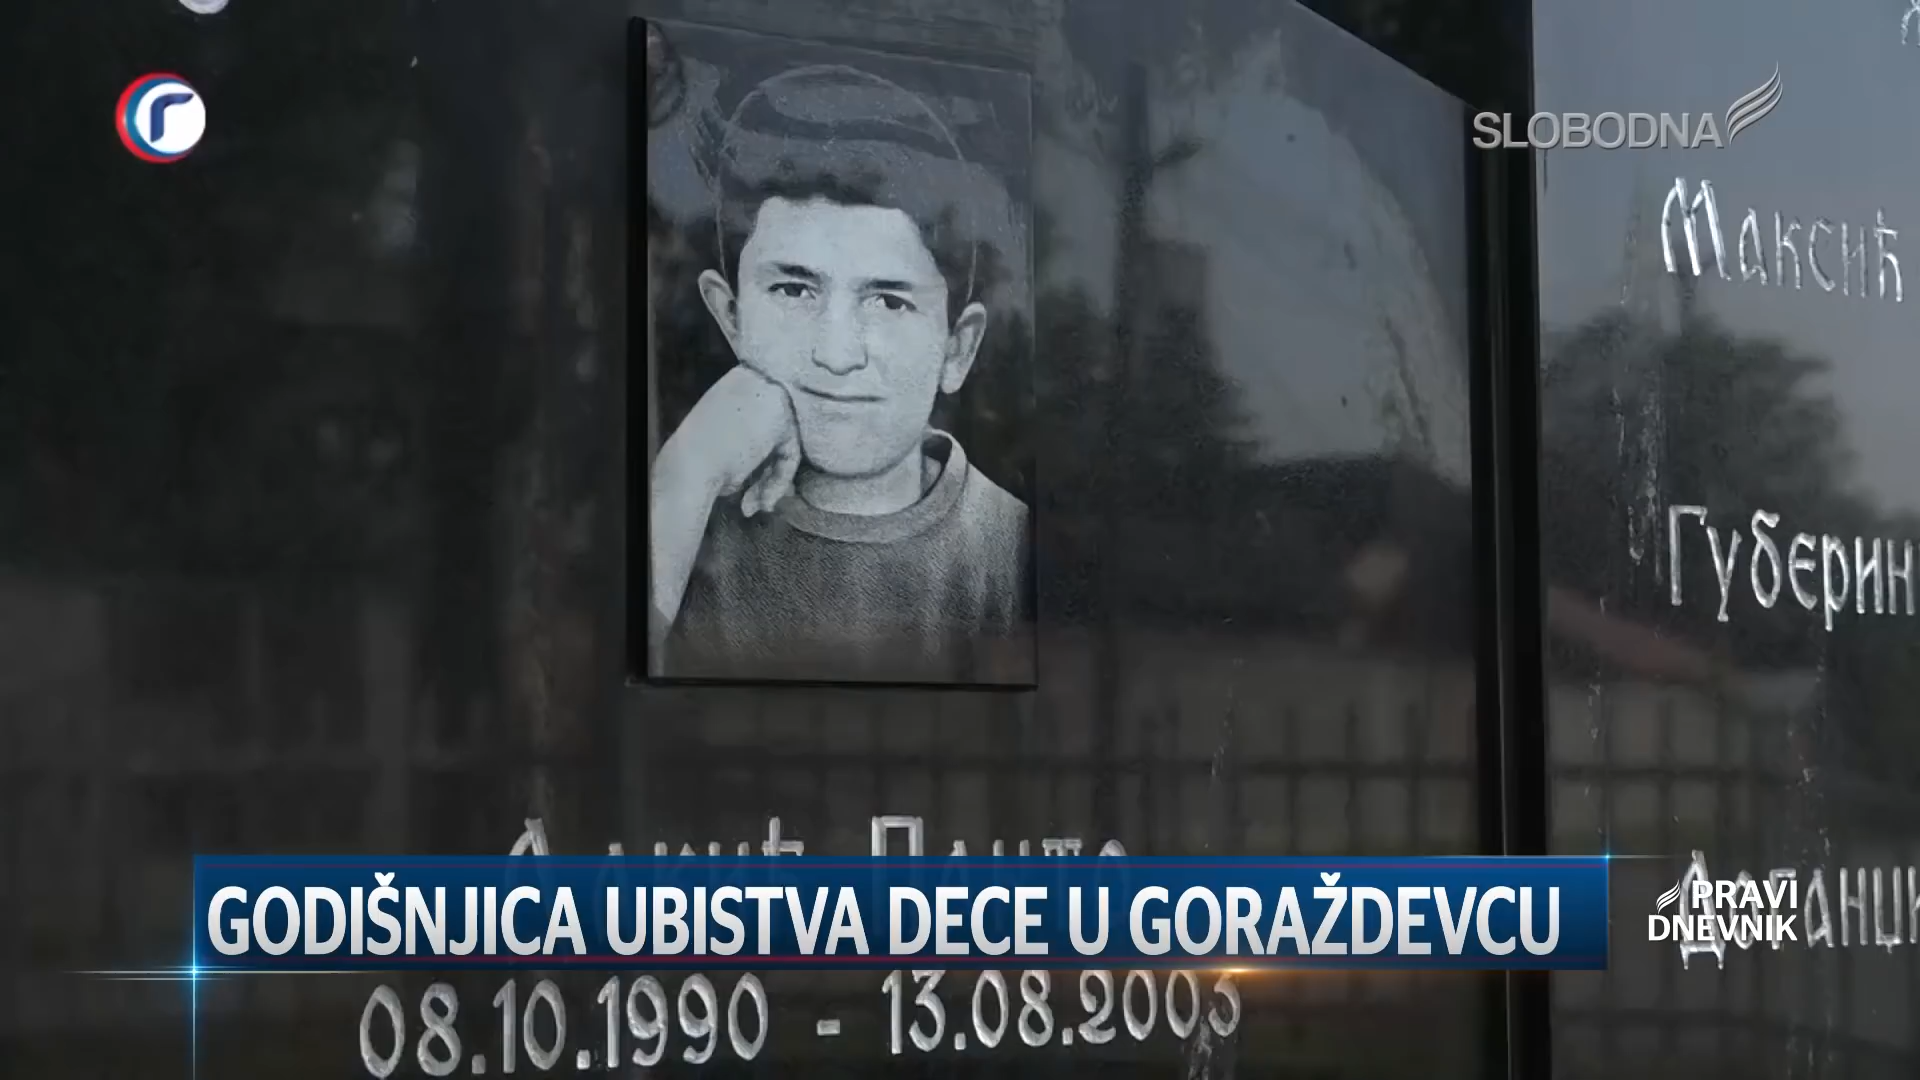 SLOBODNA
Максић
Губерин
GODIŠNJICA UBISTVA DECE U GORAŽDEVCU
PRAVI
DNEVNIK
08.10.1990 - 13.08.2003